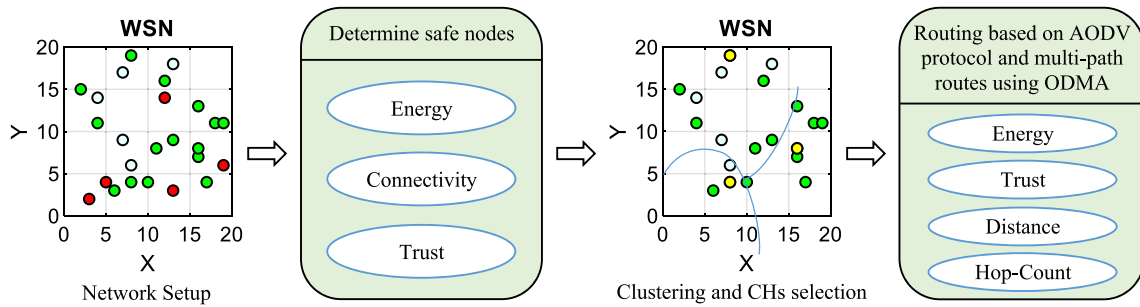 WSN
20
15
10
5
0
Y
0 5 10 15 20
X
Network Setup
Determine safe nodes
Energy
Connectivity
Trust
WSN
20
15
10
5
0
Y
0 5 10 15 20
X
Clustering and CHs selection
Routing based on AODV
protocol and multi-path
routes using ODMA
Energy
Trust
Distance
Hop-Count